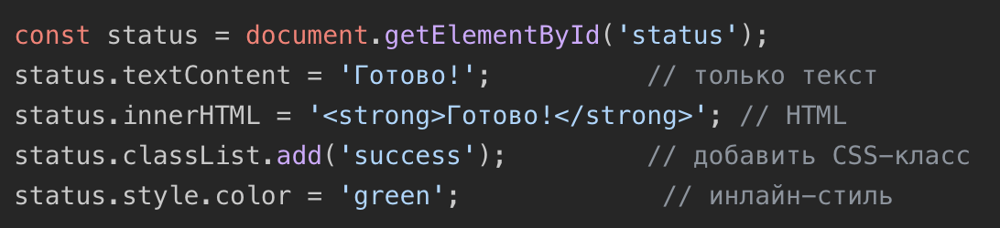 const status = document.getElementById('status');
status.textContent = 'Готово!';          // только текст
status.innerHTML = '<strong>Готово!</strong>'; // HTML
status.classList.add('success');         // добавить CSS-класс
status.style.color = 'green';             // инлайн-стиль